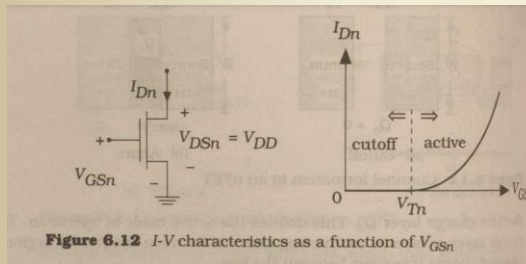 I_Dn
I_Dn
+
V_DSn = V_DD
+
V_GSn
−
−
⇐ ⇒
cutoff
active
0
V_Tn
Figure 6.12 I-V characteristics as a function of V_GSn